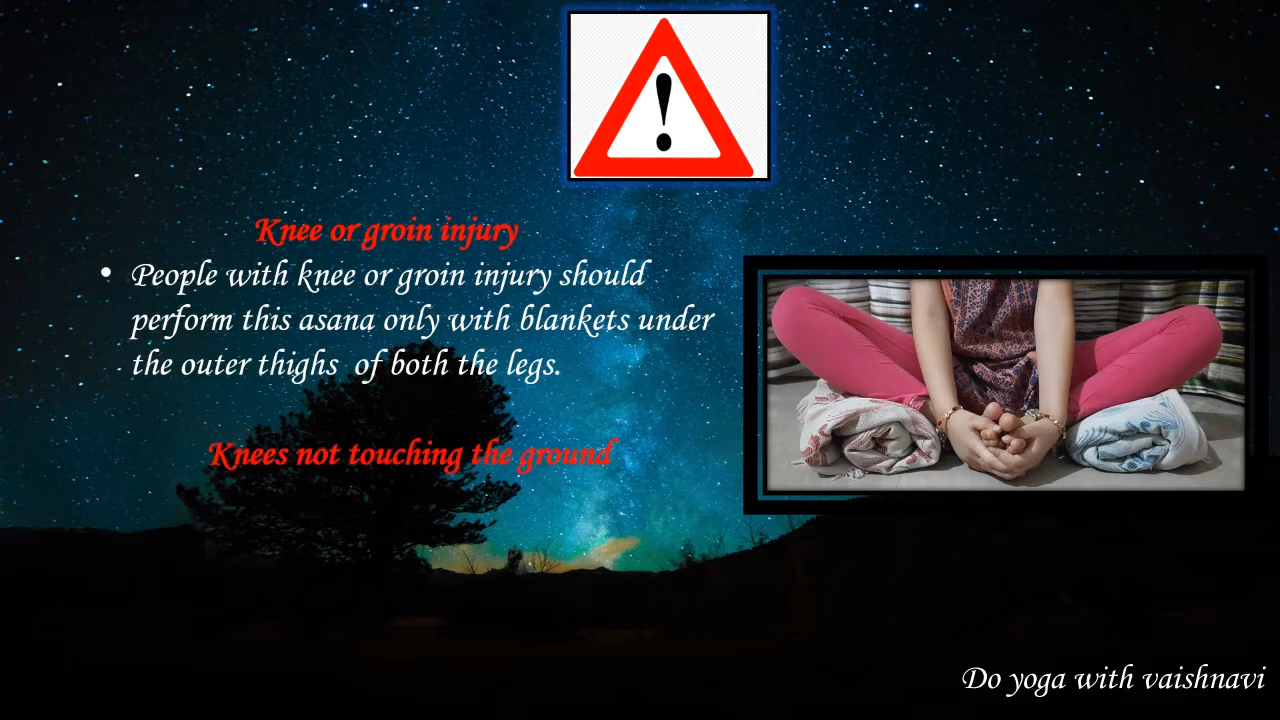 Knee or groin injury
• People with knee or groin injury should
perform this asana only with blankets under
the outer thighs of both the legs.
Knees not touching the ground
Do yoga with vaishnavi